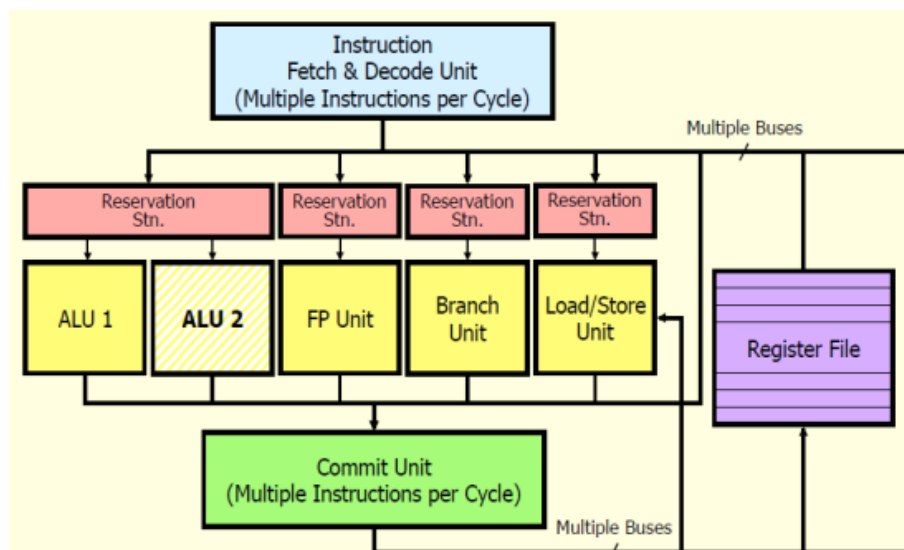 Instruction
Fetch & Decode Unit
(Multiple Instructions per Cycle)
Multiple Buses
Reservation
Stn.
Reservation
Stn.
Reservation
Stn.
Reservation
Stn.
ALU 1
ALU 2
FP Unit
Branch
Unit
Load/Store
Unit
Register File
Commit Unit
(Multiple Instructions per Cycle)
Multiple Buses